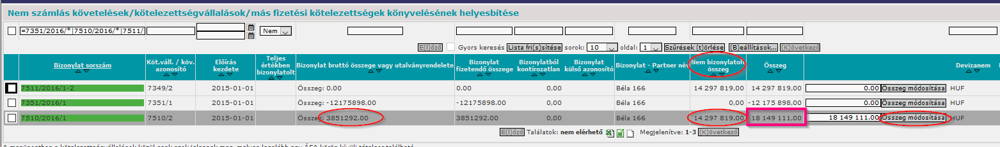 Nem számlás követelések/kötelezettségvállalások/más fizetési kötelezettségek könyvelésének helyesbítése
=7351/2016/*|7510/2016/*|7511/ Nem
E(l)őző Gyors keresés Lista fri(s)sítése sorok: 10 oldal: 1 Szűrések (t)örlése (B)eállítások... (K)övetkező
Bizonylat sorszám Köt.váll. / köv. azonosító Előírás kezdete Teljes értékben bizonylatolt Bizonylat bruttó összege vagy utalványrendelete Bizonylat fizetendő összege Bizonylatból kontírozatlan Bizonylat külső azonosító Bizonylat - Partner név Nem bizonylatolt összeg Összeg Devizanem
7511/2016/1-2 7349/2 2015-01-01 Összeg: 0.00 0.00 0,00 Béla 166 14 297 819,00 14 297 819,00 0.00 Összeg módosítása HUF
7351/2016/1 7351/1 2015-01-01 Összeg: -12175898.00 -12175898.00 0,00 Béla 166 0,00 -12 175 898,00 0.00 Összeg módosítása HUF
7510/2016/1 7510/2 2015-01-01 Összeg: 3851292.00 3851292.00 0,00 Béla 166 14 297 819,00 18 149 111,00 18 149 111.00 Összeg módosítása HUF
E(l)őző Találatok: nem elérhető Megjelenítve: 1-3 (K)övetkező